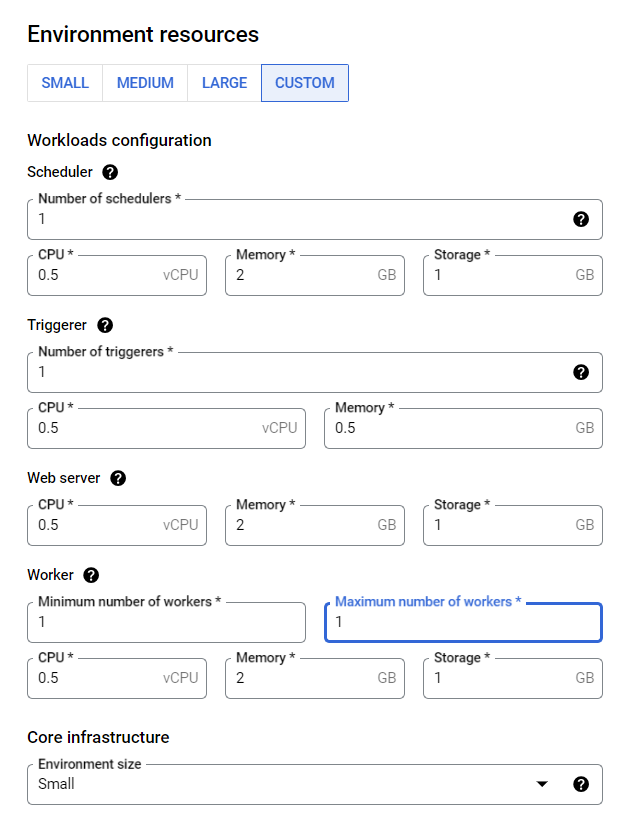 Environment resources
SMALL MEDIUM LARGE CUSTOM
Workloads configuration
Scheduler
Number of schedulers *
1
CPU * Memory * Storage *
0.5 vCPU 2 GB 1 GB
Triggerer
Number of triggerers *
1
CPU * Memory *
0.5 vCPU 0.5 GB
Web server
CPU * Memory * Storage *
0.5 vCPU 2 GB 1 GB
Worker
Minimum number of workers * Maximum number of workers *
1 1
CPU * Memory * Storage *
0.5 vCPU 2 GB 1 GB
Core infrastructure
Environment size
Small